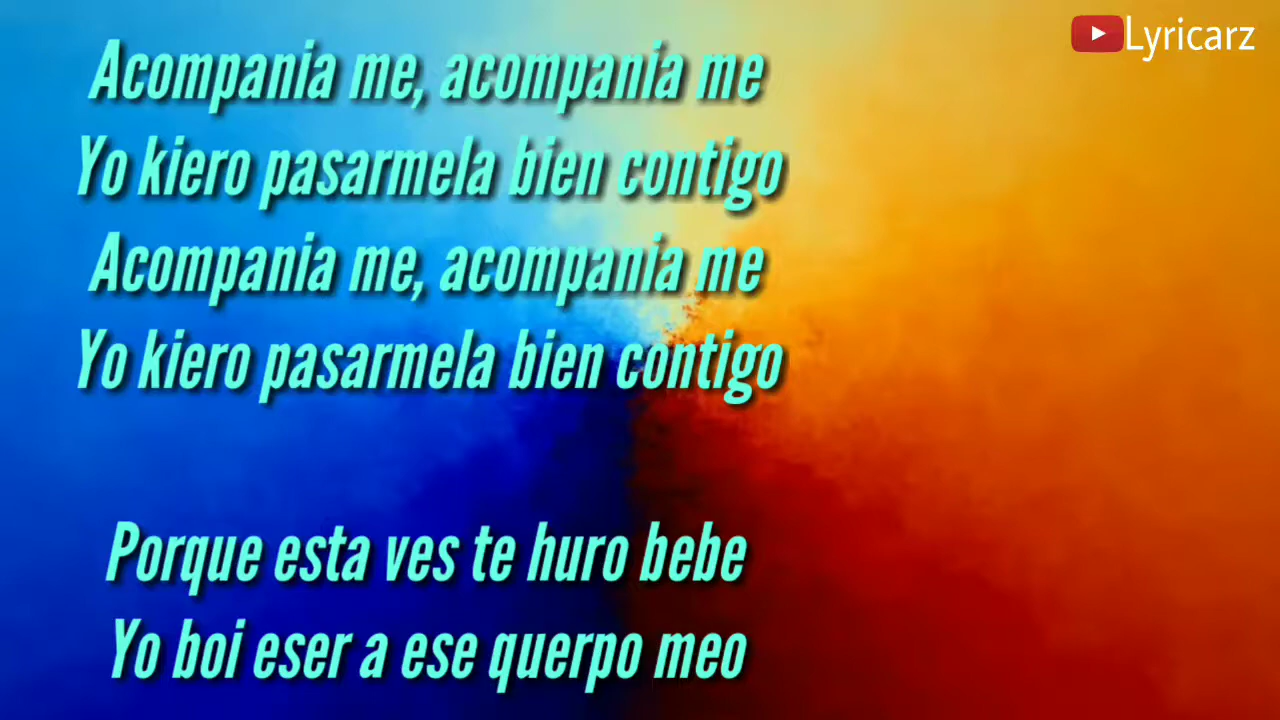 Lyricarz
Acompania me, acompania me
Yo kiero pasarmela bien contigo
Acompania me, acompania me
Yo kiero pasarmela bien contigo
Porque esta ves te huro bebe
Yo boi eser a ese querpo meo